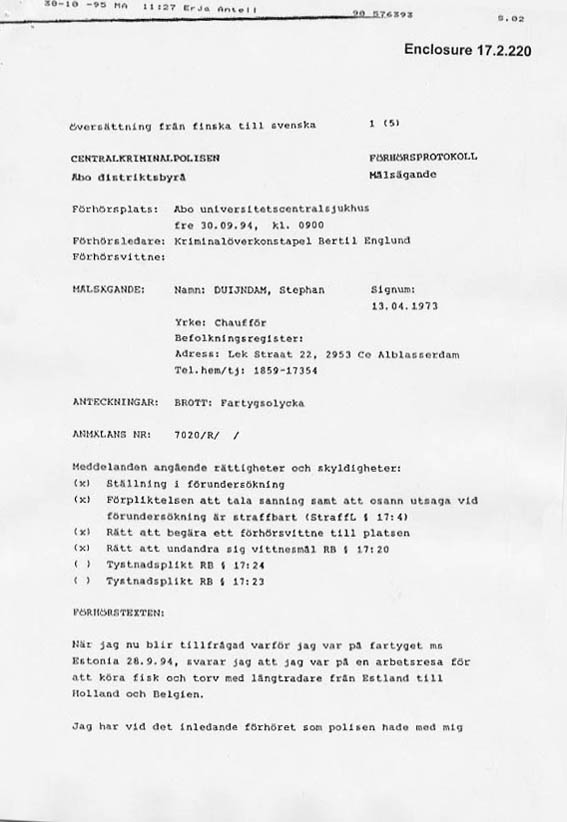 30-10 -95 MA 11:27 Erja Antell 90 576393 S.02
Enclosure 17.2.220
översättning från finska till svenska 1 (5)
CENTRALKRIMINALPOLISEN FÖRHÖRSPROTOKOLL
Åbo distriktsbyrå Målsägande
Förhörsplats: Åbo universitetscentralsjukhus
fre 30.09.94, kl. 0900
Förhörsledare: Kriminalöverkonstapel Bertil Englund
Förhörsvittne:
MÅLSÄGANDE: Namn: DUIJNDAM, Stephan Signum:
13.04.1973
Yrke: Chaufför
Befolkningsregister:
Adress: Lek Straat 22, 2953 Ce Alblasserdam
Tel.hem/tj: 1859-17354
ANTECKNINGAR: BROTT: Fartygsolycka
ANMÄLANS NR: 7020/R/ /
Meddelanden angående rättigheter och skyldigheter:
(x) Ställning i förundersökning
(x) Förpliktelsen att tala sanning samt att osann utsaga vid
förundersökning är straffbart (StraffL § 17:4)
(x) Rätt att begära ett förhörsvittne till platsen
(x) Rätt att undandra sig vittnesmål RB § 17:20
( ) Tystnadsplikt RB § 17:24
( ) Tystnadsplikt RB § 17:23
FÖRHÖRSTEXTEN:
När jag nu blir tillfrågad varför jag var på fartyget ms
Estonia 28.9.94, svarar jag att jag var på en arbetsresa för
att köra fisk och torv med långtradare från Estland till
Holland och Belgien.
Jag har vid det inledande förhöret som polisen hade med mig